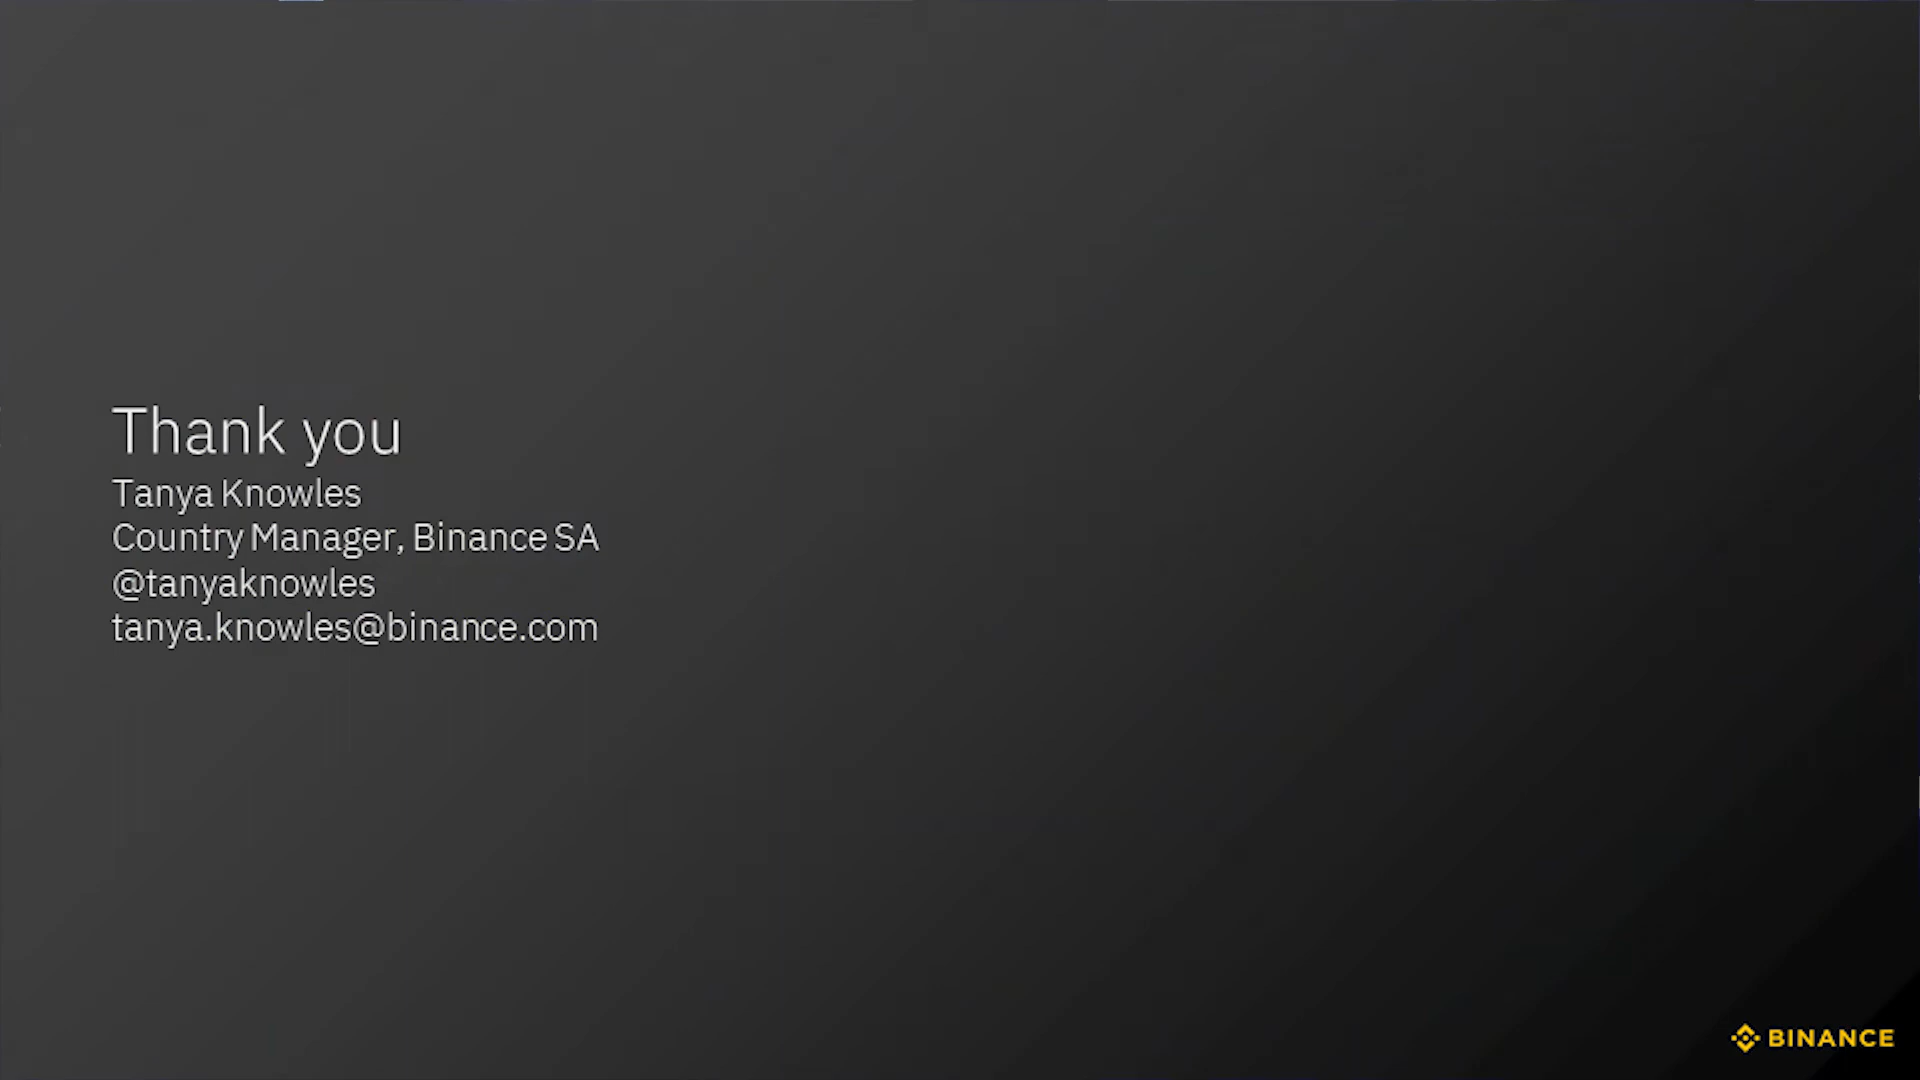 Thank you
Tanya Knowles
Country Manager, Binance SA
@tanyaknowles
tanya.knowles@binance.com
BINANCE